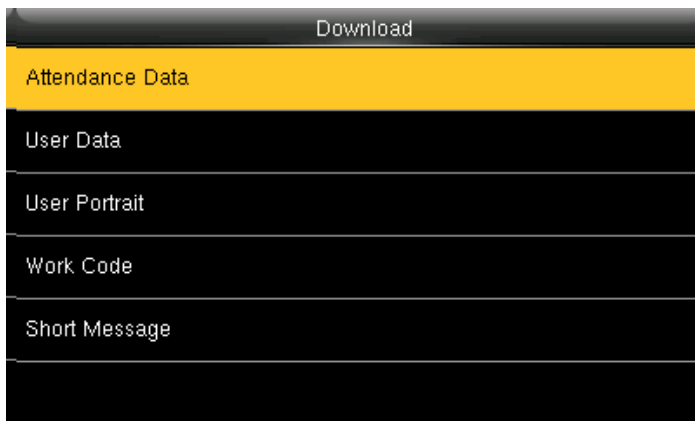 Download
Attendance Data
User Data
User Portrait
Work Code
Short Message